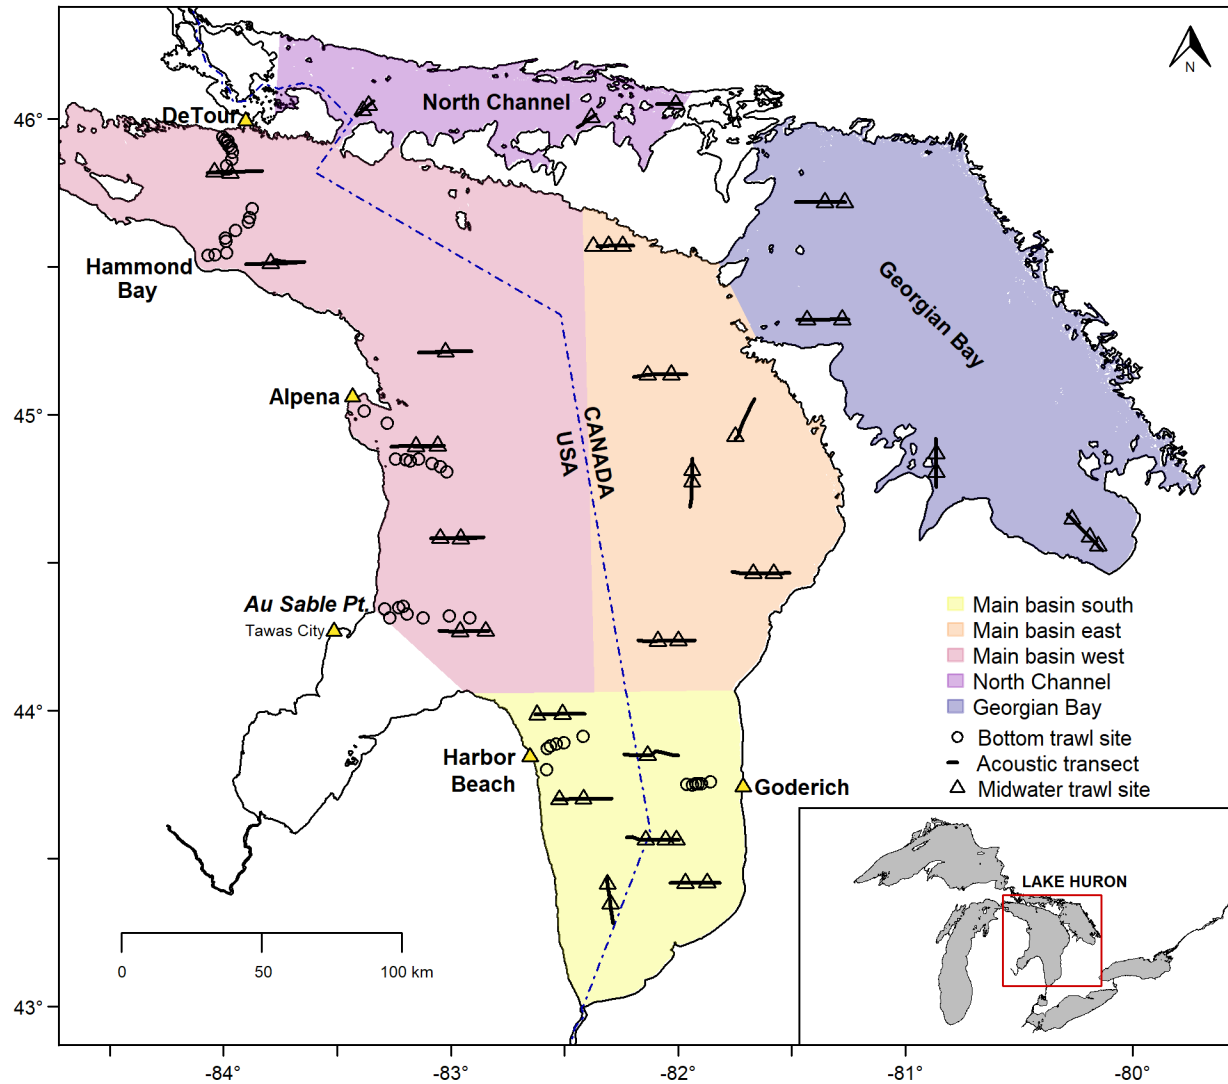 N
North Channel
DeTour
46°
Hammond
Bay
Georgian Bay
Alpena
45°
CANADA
USA
Au Sable Pt.
Tawas City
Main basin south
Main basin east
Main basin west
North Channel
Georgian Bay
44°
Bottom trawl site
Acoustic transect
Midwater trawl site
Harbor
Beach
Goderich
LAKE HURON
0 50 100 km
43°
-84° -83° -82° -81° -80°